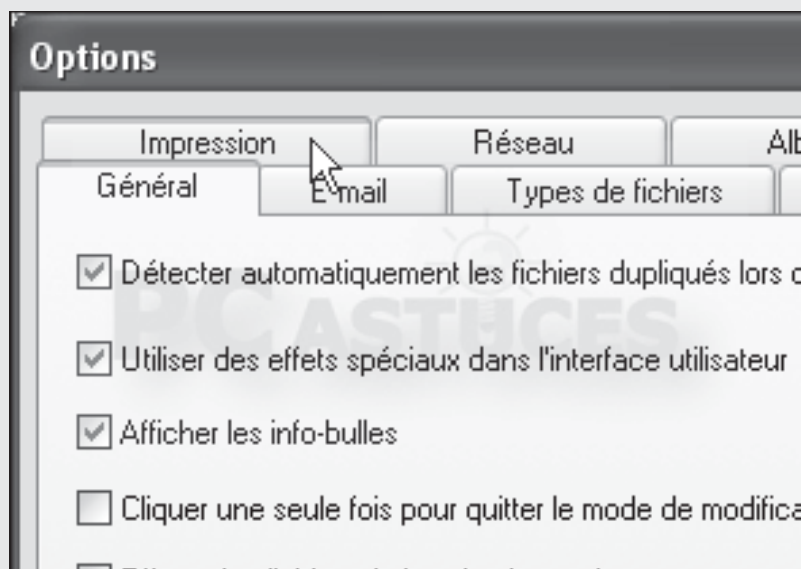 Options
Impression Réseau
Général E-mail Types de fichiers
Détecter automatiquement les fichiers dupliqués lors
PC ASTUCES
Utiliser des effets spéciaux dans l'interface utilisateur
Afficher les info-bulles
Cliquer une seule fois pour quitter le mode de